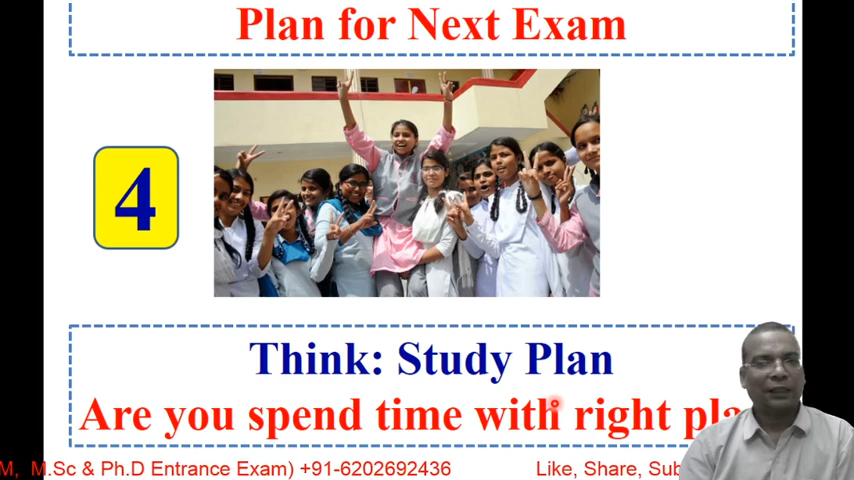 Plan for Next Exam
4
Think: Study Plan
Are you spend time with right
M, M.Sc & Ph.D Entrance Exam) +91-6202692436 Like, Share,